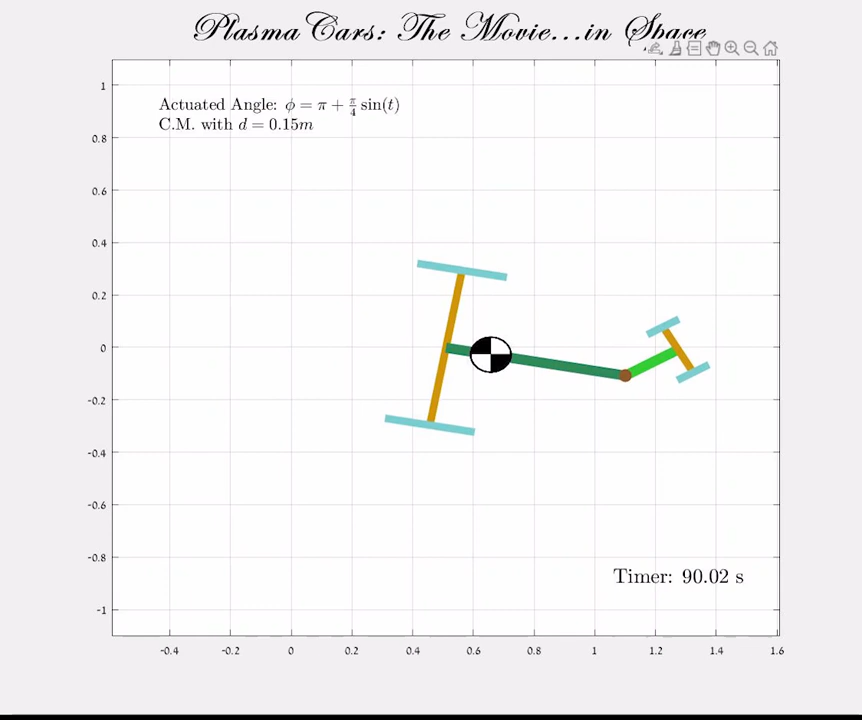 Plasma Cars: The Movie...in Space
Actuated Angle: φ = π + π/4 sin(t)
C.M. with d = 0.15m
1
0.8
0.6
0.4
0.2
0
-0.2
-0.4
-0.6
-0.8
-1
Timer: 90.02 s
-0.4 -0.2 0 0.2 0.4 0.6 0.8 1 1.2 1.4 1.6